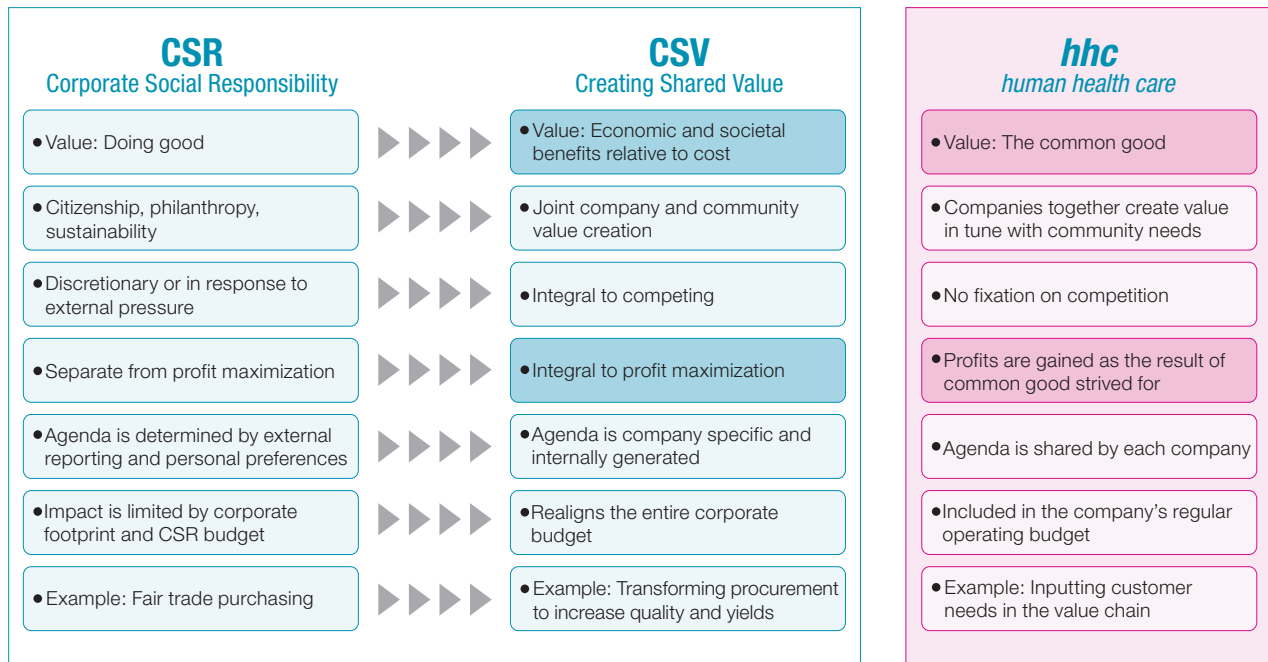 CSR
Corporate Social Responsibility
CSV
Creating Shared Value
hhc
human health care
•Value: Doing good
•Value: Economic and societal
benefits relative to cost
•Value: The common good
•Citizenship, philanthropy,
sustainability
•Joint company and community
value creation
•Companies together create value
in tune with community needs
•Discretionary or in response to
external pressure
•Integral to competing
•No fixation on competition
•Separate from profit maximization
•Integral to profit maximization
•Profits are gained as the result of
common good strived for
•Agenda is determined by external
reporting and personal preferences
•Agenda is company specific and
internally generated
•Agenda is shared by each company
•Impact is limited by corporate
footprint and CSR budget
•Realigns the entire corporate
budget
•Included in the company’s regular
operating budget
•Example: Fair trade purchasing
•Example: Transforming procurement
to increase quality and yields
•Example: Inputting customer
needs in the value chain